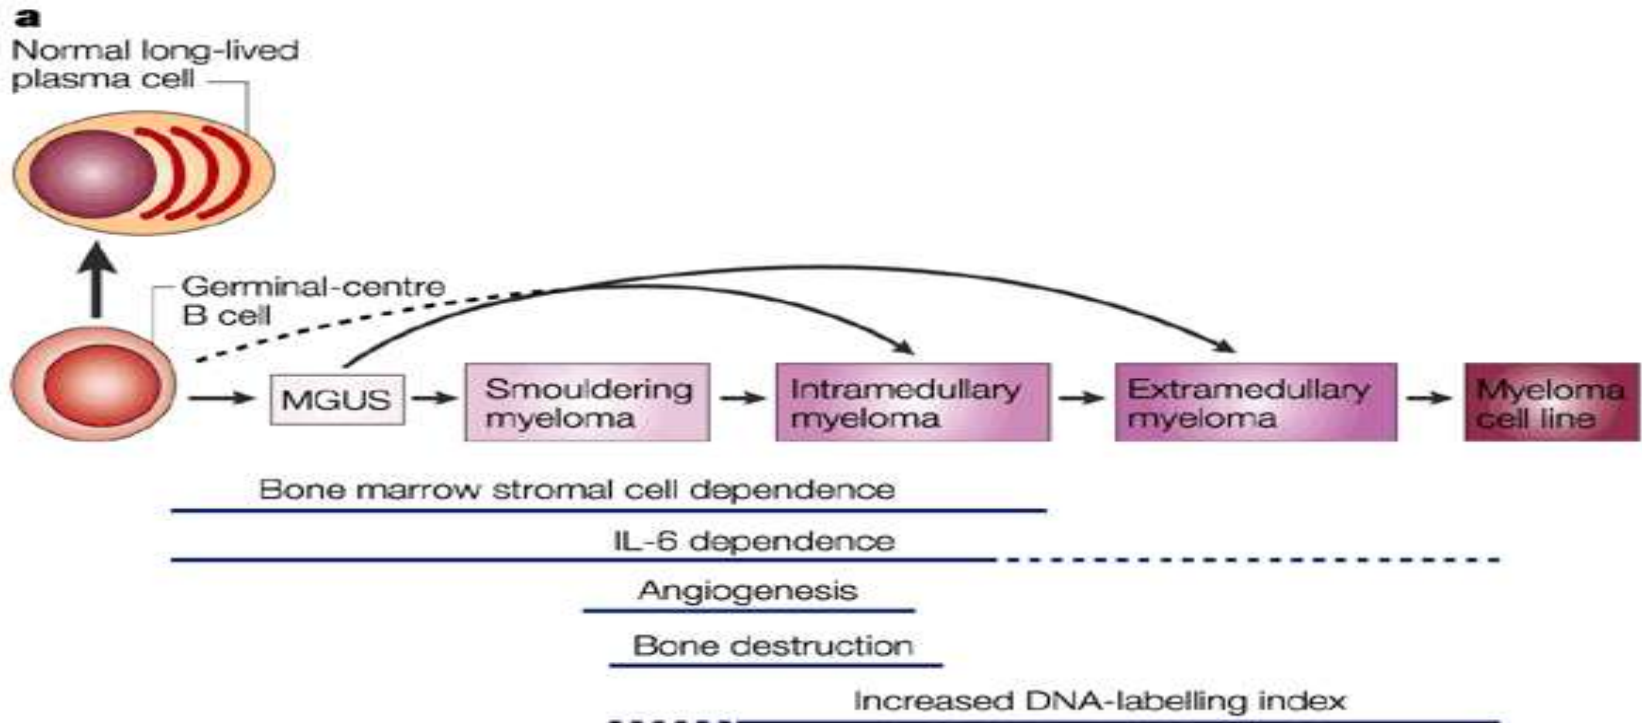 a
Normal long-lived
plasma cell
Germinal-centre
B cell
MGUS
Smouldering
myeloma
Intramedullary
myeloma
Extramedullary
myeloma
Myeloma
cell line
Bone marrow stromal cell dependence
IL-6 dependence
Angiogenesis
Bone destruction
Increased DNA-labelling index